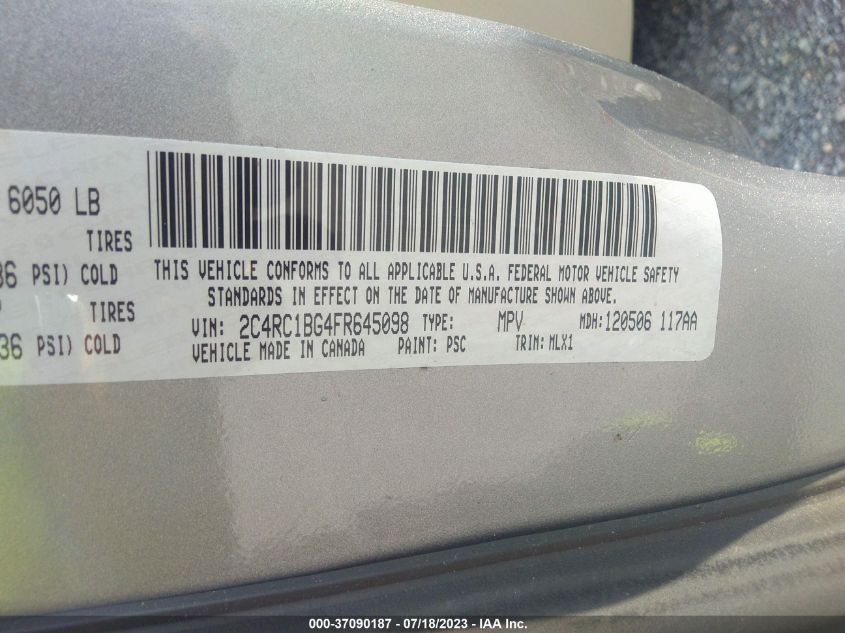 6050 LB
TIRES
36 PSI) COLD
TIRES
36 PSI) COLD
THIS VEHICLE CONFORMS TO ALL APPLICABLE U.S.A. FEDERAL MOTOR VEHICLE SAFETY
STANDARDS IN EFFECT ON THE DATE OF MANUFACTURE SHOWN ABOVE.
VIN: 2C4RC1BG4FR645098 TYPE: MPV MDH:120506 117AA
VEHICLE MADE IN CANADA PAINT: PSC TRIM: MLX1
000-37090187 - 07/18/2023 - IAA Inc.